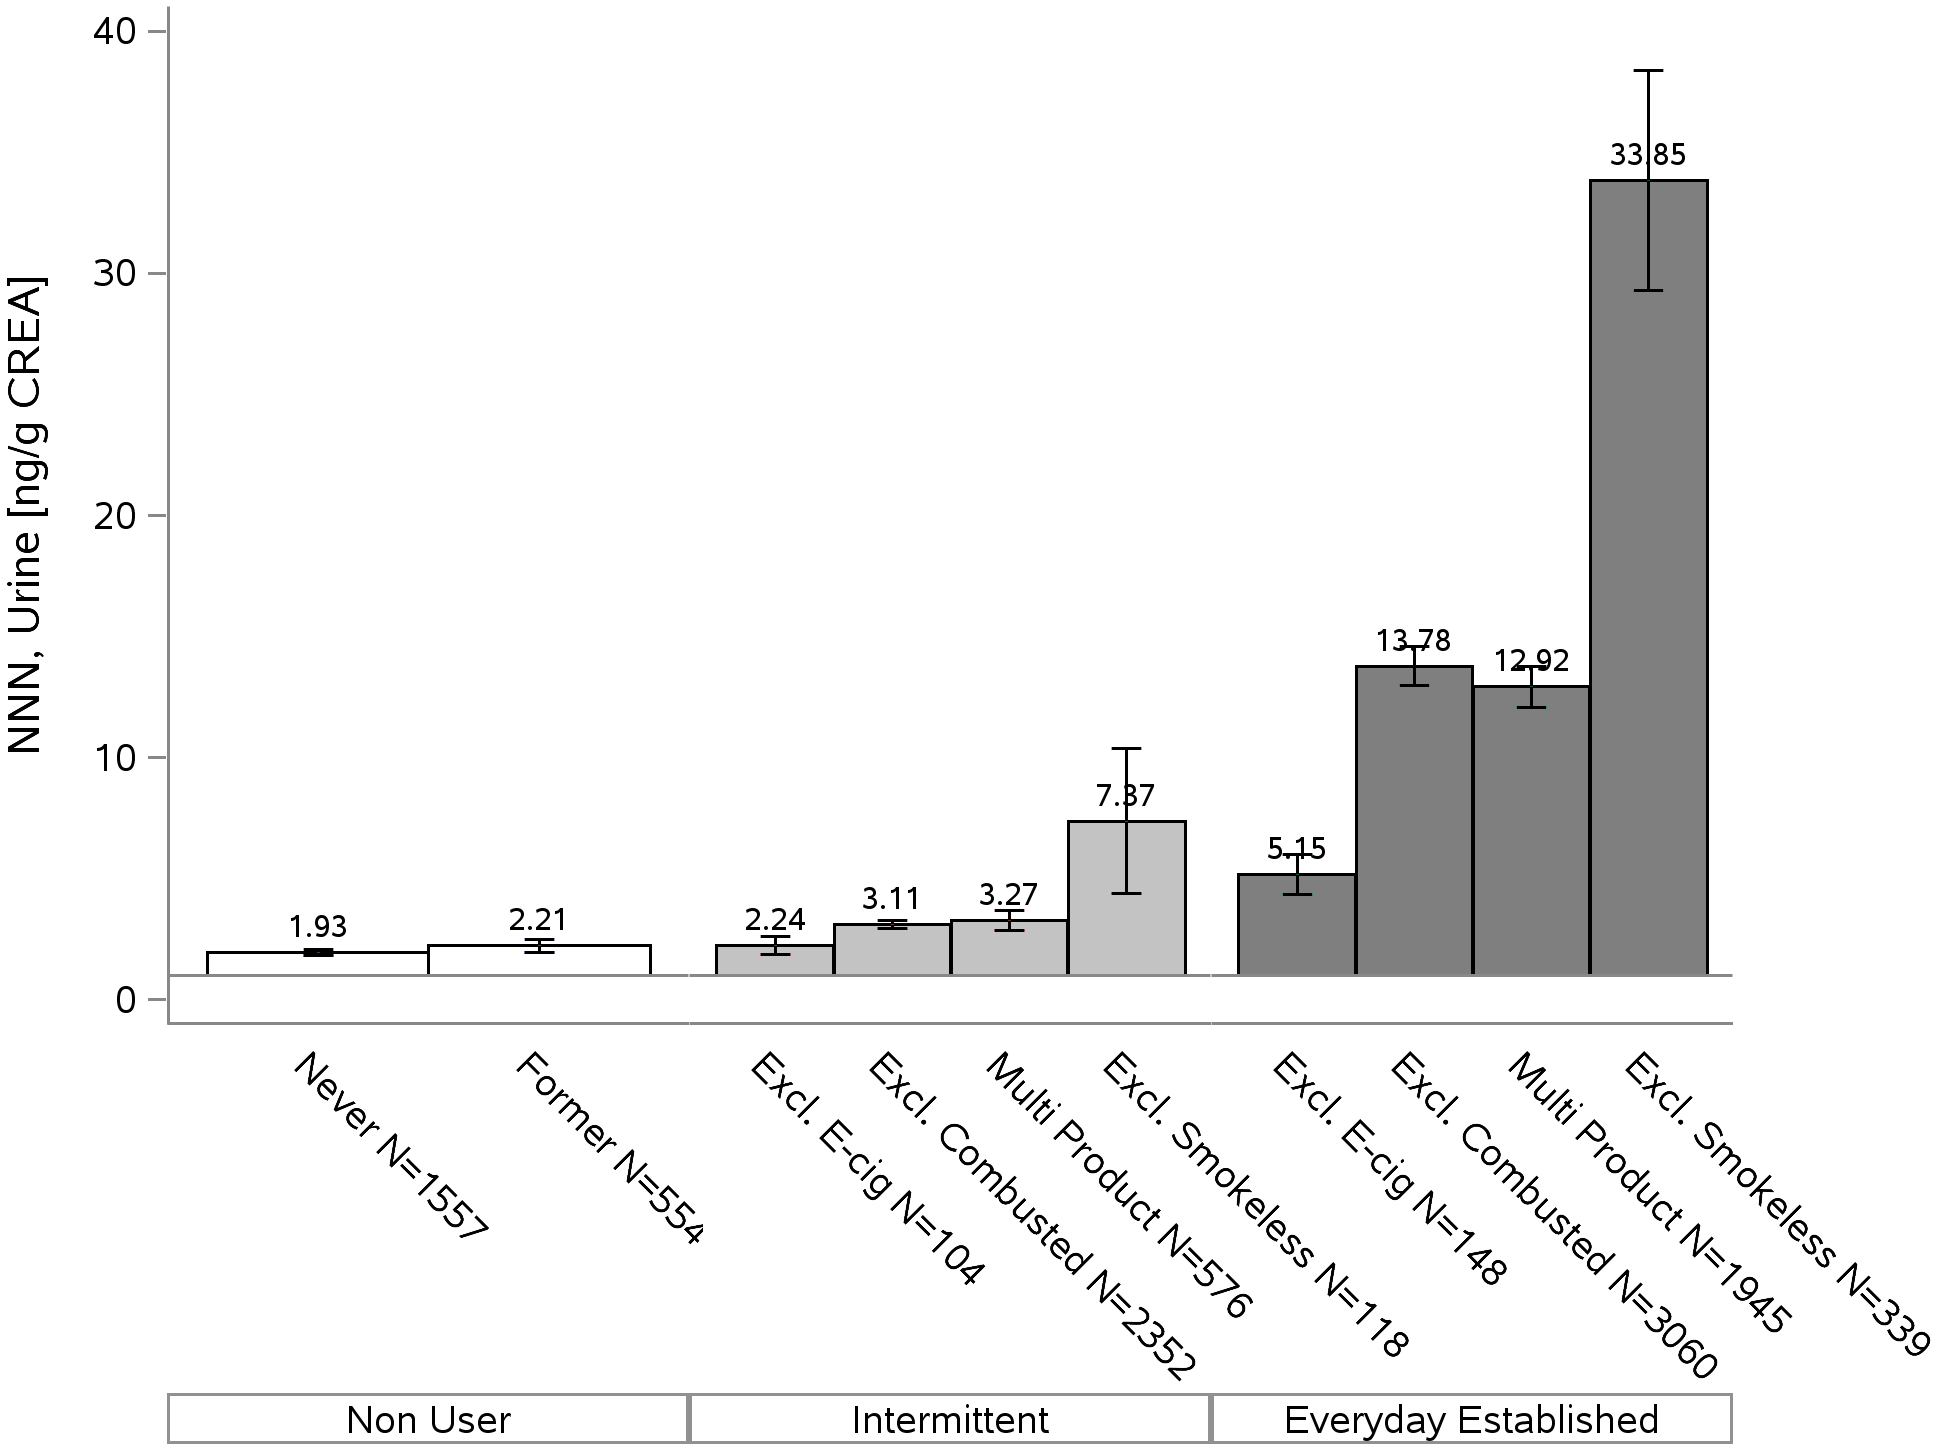 NNN, Urine [ng/g CREA]
40
30
20
10
0
1.93
2.21
2.24
3.11
3.27
7.37
5.15
13.78
12.92
33.85
Never N=1557
Former N=554
Excl. E-cig N=104
Excl. Combusted N=2352
Multi Product N=576
Excl. Smokeless N=118
Excl. E-cig N=148
Excl. Combusted N=3060
Multi Product N=1945
Excl. Smokeless N=339
Non User
Intermittent
Everyday Established